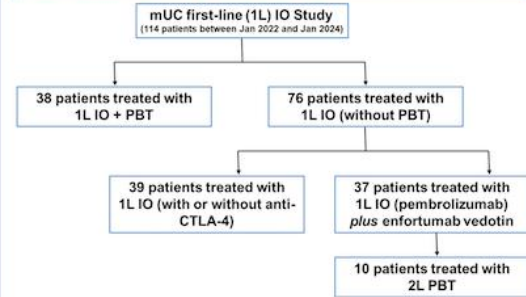 mUC first-line (1L) IO Study
(114 patients between Jan 2022 and Jan 2024)
38 patients treated with
1L IO + PBT
76 patients treated with
1L IO (without PBT)
39 patients treated with
1L IO (with or without anti-
CTLA-4)
37 patients treated with
1L IO (pembrolizumab)
plus enfortumab vedotin
10 patients treated with
2L PBT